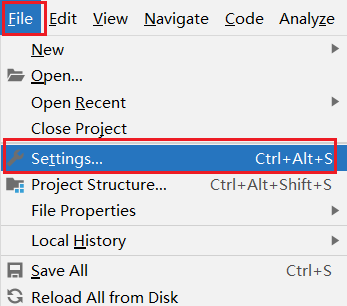 File Edit View Navigate Code Analyze
New
Open...
Open Recent
Close Project
Settings... Ctrl+Alt+S
Project Structure... Ctrl+Alt+Shift+S
File Properties
Local History
Save All Ctrl+S
Reload All from Disk